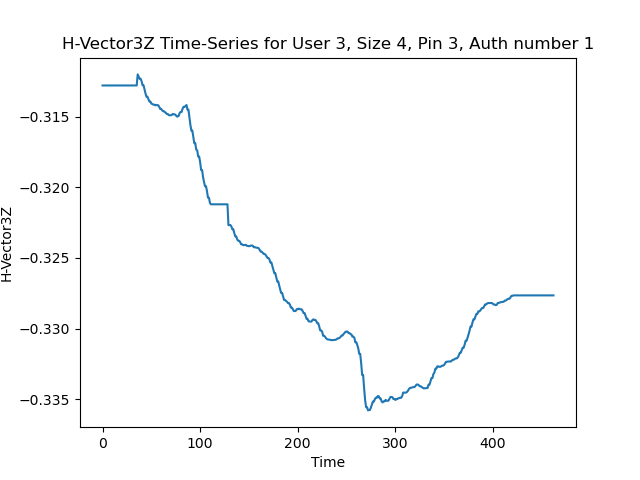 H-Vector3Z Time-Series for User 3, Size 4, Pin 3, Auth number 1
H-Vector3Z
−0.315
−0.320
−0.325
−0.330
−0.335
0 100 200 300 400
Time